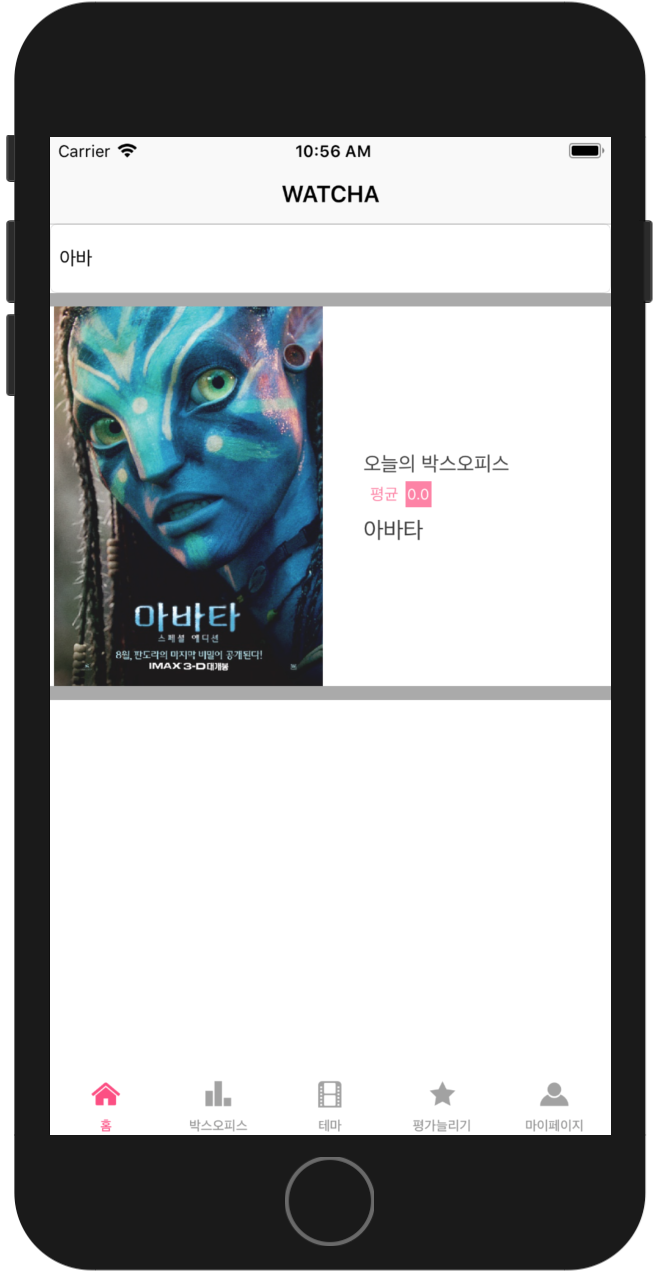 Carrier 10:56 AM
WATCHA
아바
오늘의 박스오피스
평균 0.0
아바타
아바타
스페셜 에디션
8월, 판도라의 마지막 비밀이 공개된다!
IMAX 3-D 대개봉
홈 박스오피스 테마 평가늘리기 마이페이지